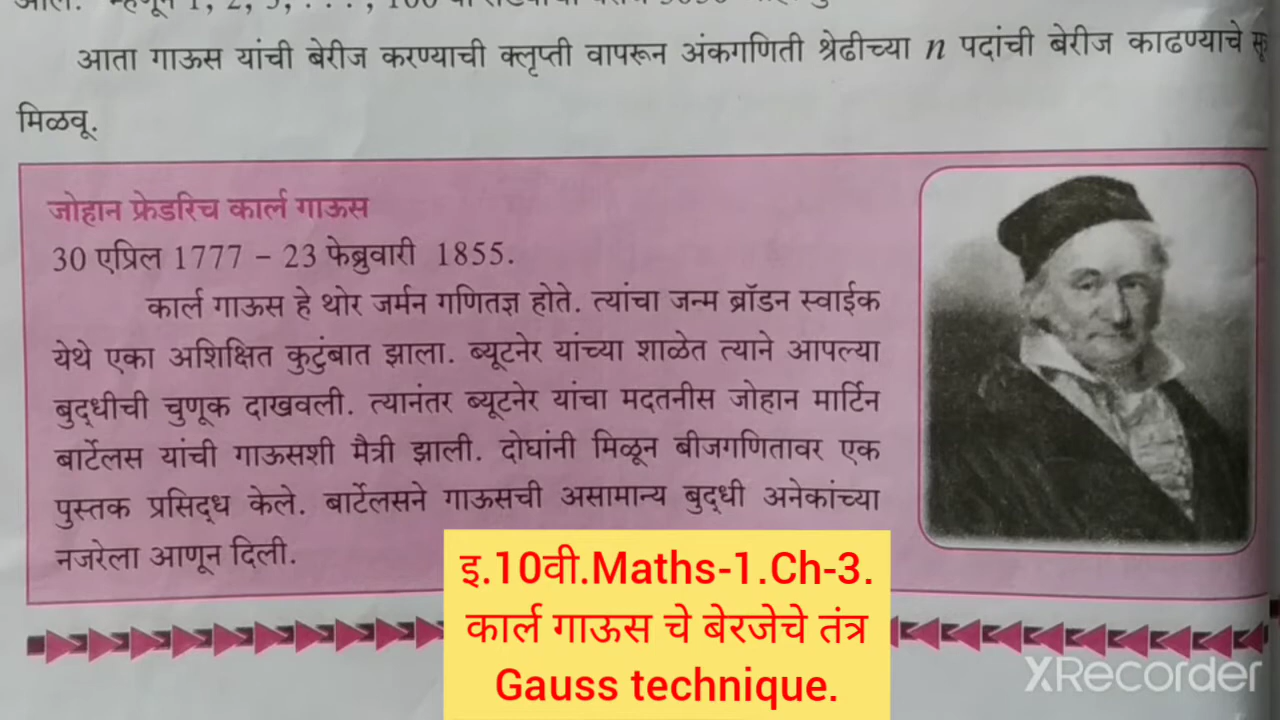 आता गाऊस यांची बेरीज करण्याची क्लृप्ती वापरून अंकगणिती श्रेढीच्या n पदांची बेरीज काढण्याचे
मिळवू.
जोहान फ्रेडरिच कार्ल गाऊस
30 एप्रिल 1777 – 23 फेब्रुवारी 1855.
कार्ल गाऊस हे थोर जर्मन गणितज्ञ होते. त्यांचा जन्म ब्रॉडन स्वाईक
येथे एका अशिक्षित कुटुंबात झाला. ब्यूटनेर यांच्या शाळेत त्याने आपल्या
बुद्धीची चुणूक दाखवली. त्यानंतर ब्यूटनेर यांचा मदतनीस जोहान मार्टिन
बार्टेलस यांची गाऊसशी मैत्री झाली. दोघांनी मिळून बीजगणितावर एक
पुस्तक प्रसिद्ध केले. बार्टेलसने गाऊसची असामान्य बुद्धी अनेकांच्या
नजरेला आणून दिली.
इ.10वी.Maths-1.Ch-3.
कार्ल गाऊस चे बेरजेचे तंत्र
Gauss technique.
XRecorder